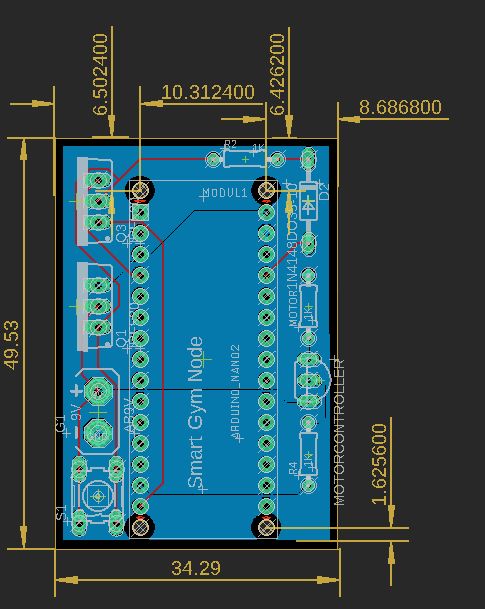 49.53
S1
G1
- 9V +
AB9V
Q1
Q3
6.502400
34.29
10.312400
Smart Gym Node
ARDUINO_NANO2
MODUL1
R2
1K
6.426200
R4
1K
MOTOR1N4148DO35-10
1K
D2
MOTORCONTROLLER
1.625600
8.686800